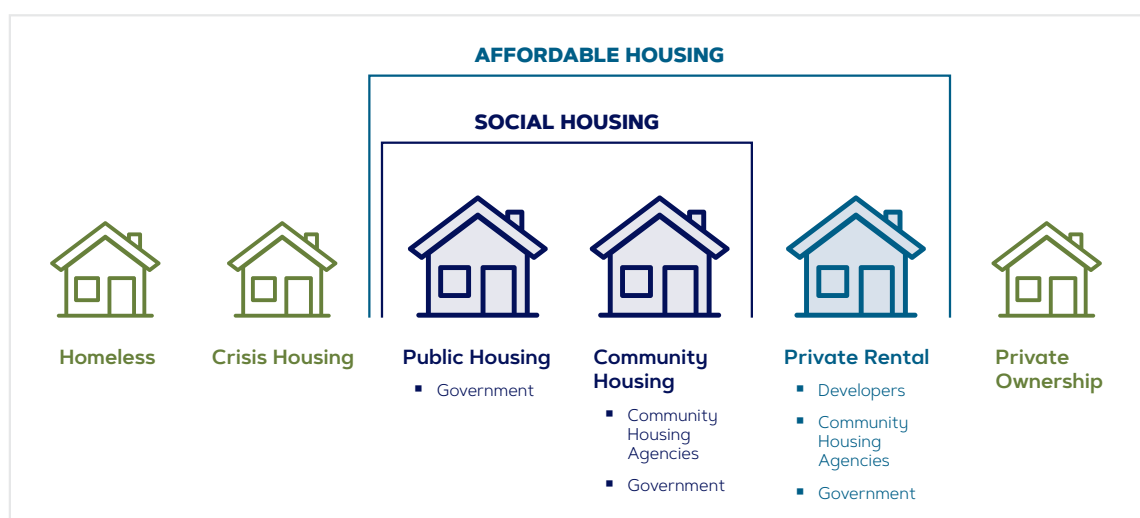 AFFORDABLE HOUSING
SOCIAL HOUSING
Homeless
Crisis Housing
Public Housing
▪ Government
Community
Housing
▪ Community
Housing
Agencies
▪ Government
Private Rental
▪ Developers
▪ Community
Housing
Agencies
▪ Government
Private
Ownership